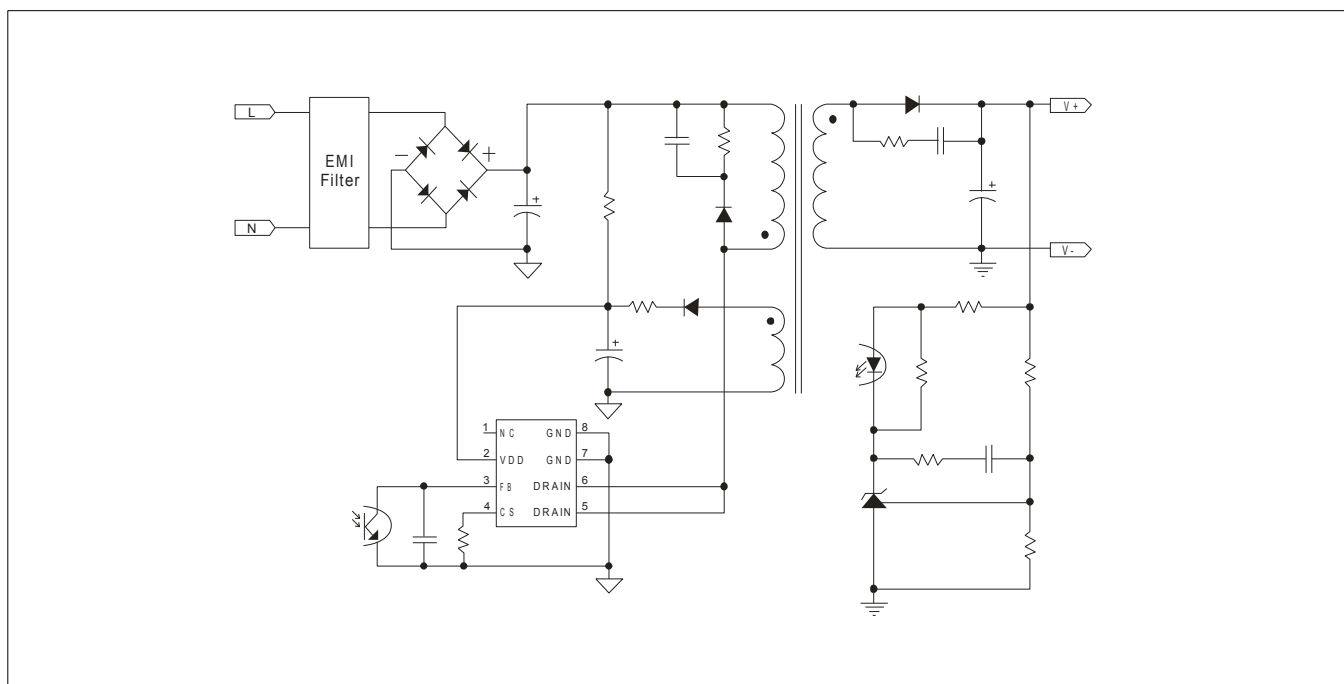 L
N
EMI
Filter
−
+
+
+
+
V+
V-
1 NC GND 8
2 VDD GND 7
3 FB DRAIN 6
4 CS DRAIN 5